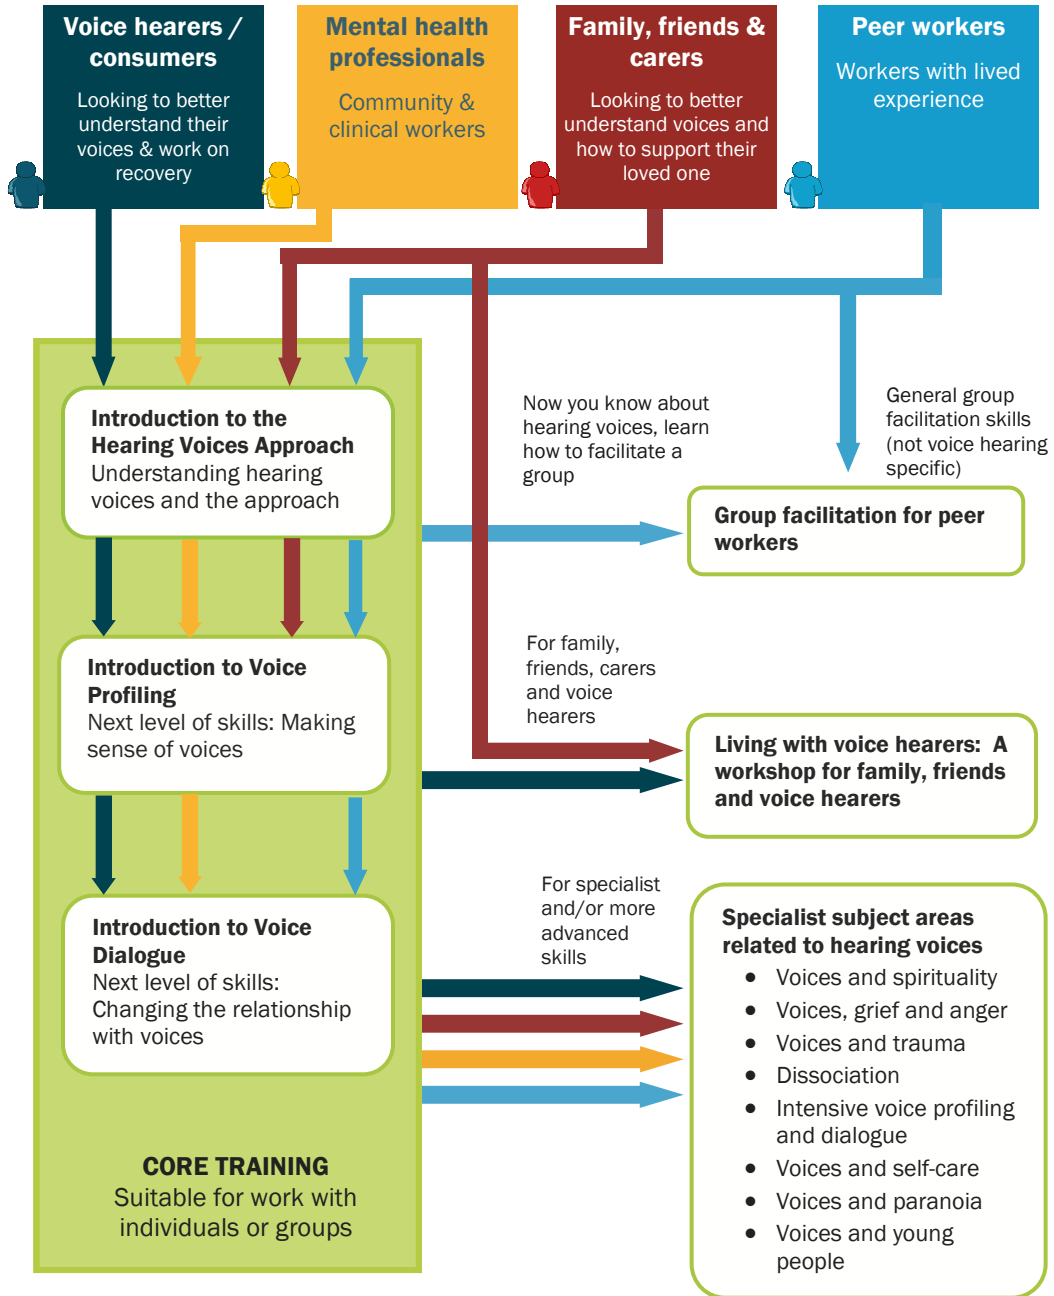 Voice hearers /
consumers
Looking to better
understand their
voices & work on
recovery
Mental health
professionals
Community &
clinical workers
Family, friends &
carers
Looking to better
understand voices and
how to support their
loved one
Peer workers
Workers with lived
experience
Introduction to the
Hearing Voices Approach
Understanding hearing
voices and the approach
Now you know about
hearing voices, learn
how to facilitate a
group
General group
facilitation skills
(not voice hearing
specific)
Group facilitation for peer
workers
Introduction to Voice
Profiling
Next level of skills: Making
sense of voices
For family,
friends, carers
and voice
hearers
Living with voice hearers: A
workshop for family, friends
and voice hearers
Introduction to Voice
Dialogue
Next level of skills:
Changing the relationship
with voices
For specialist
and/or more
advanced
skills
Specialist subject areas
related to hearing voices
• Voices and spirituality
• Voices, grief and anger
• Voices and trauma
• Dissociation
• Intensive voice profiling
and dialogue
• Voices and self-care
• Voices and paranoia
• Voices and young
people
CORE TRAINING
Suitable for work with
individuals or groups